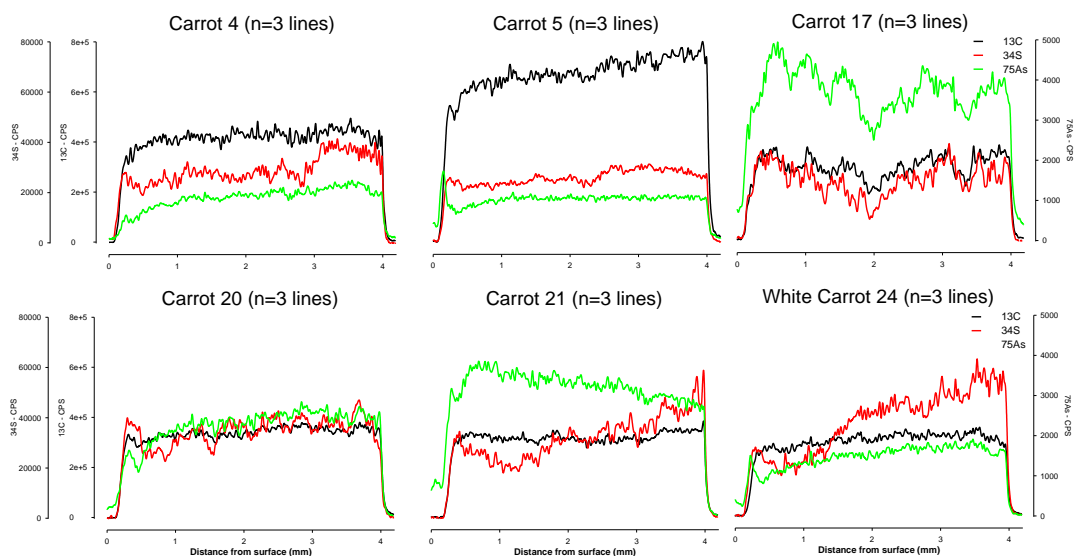 Carrot 4 (n=3 lines)
Carrot 5 (n=3 lines)
Carrot 17 (n=3 lines)
34S - CPS
80000
60000
40000
20000
0
13C - CPS
8e+5
6e+5
4e+5
2e+5
0
0 1 2 3 4
0 1 2 3 4
0 1 2 3 4
13C
34S
75As
75As - CPS
5000
4000
3000
2000
1000
0
Carrot 20 (n=3 lines)
Carrot 21 (n=3 lines)
White Carrot 24 (n=3 lines)
34S - CPS
80000
60000
40000
20000
0
13C - CPS
8e+5
6e+5
4e+5
2e+5
0
0 1 2 3 4
Distance from surface (mm)
0 1 2 3 4
Distance from surface (mm)
0 1 2 3 4
Distance from surface (mm)
13C
34S
75As
75As - CPS
5000
4000
3000
2000
1000
0